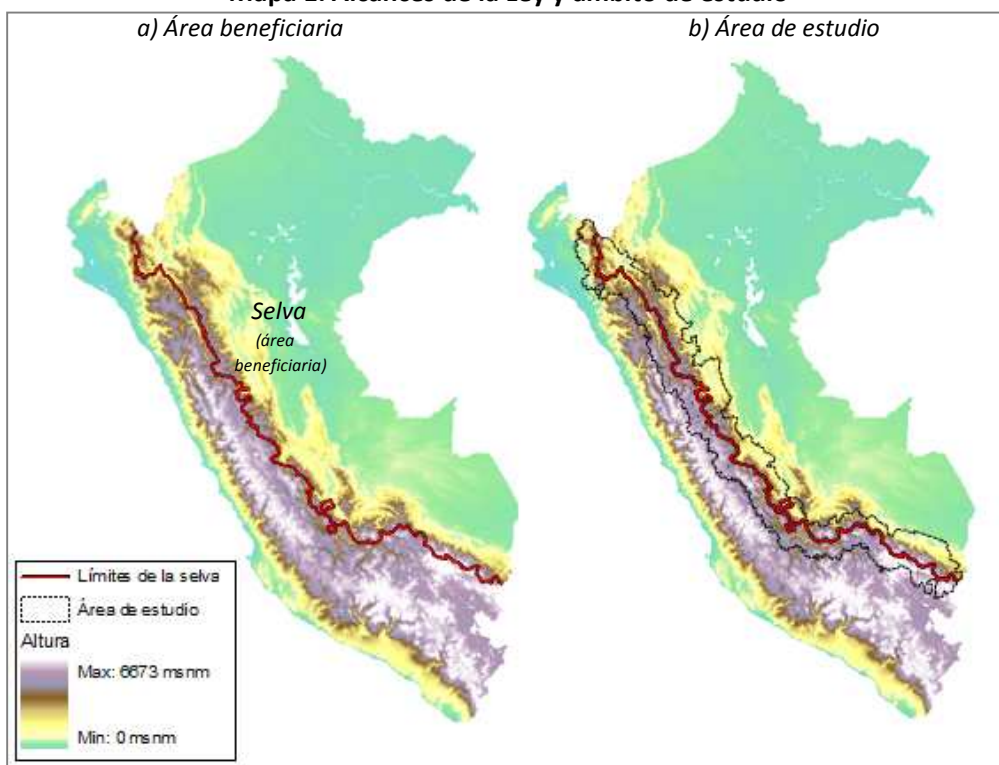 a) Área beneficiaria
b) Área de estudio
Selva
(área
beneficiaria)
Límites de la selva
Área de estudio
Altura
Max: 6673 msnm
Min: 0 msnm